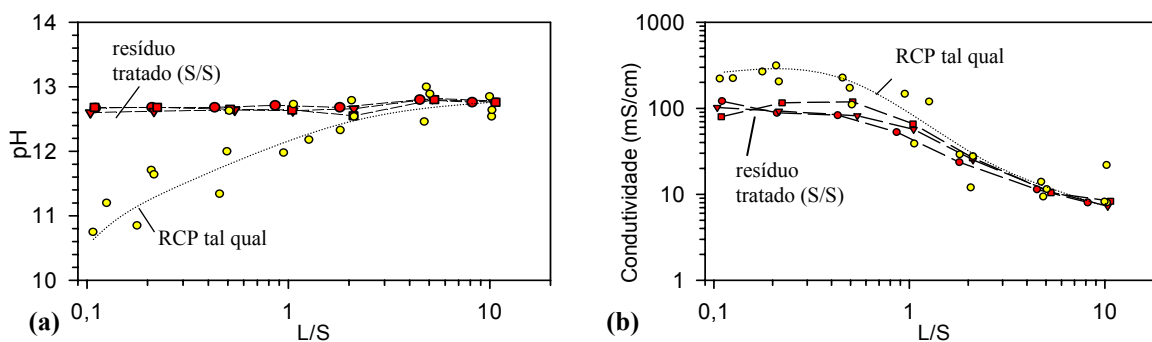 14
13
12
11
10
pH
resíduo
tratado (S/S)
RCP tal qual
0,1
1
10
L/S
(a)
1000
100
10
1
Condutividade (mS/cm)
RCP tal qual
resíduo
tratado (S/S)
0,1
1
10
L/S
(b)